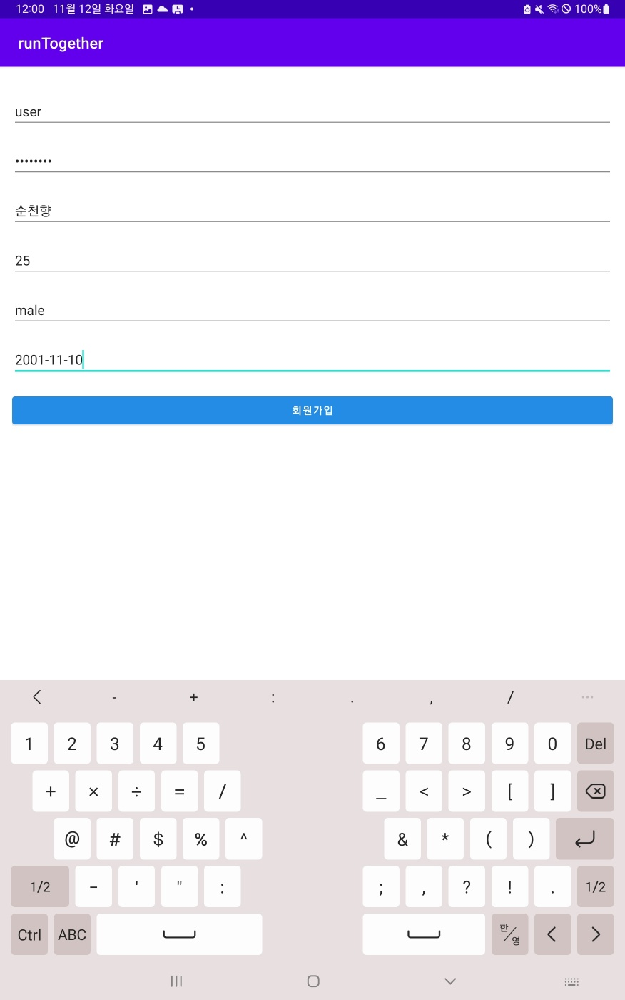 12:00 11월 12일 화요일 100%
runTogether
user
••••••••
순천향
25
male
2001-11-10
회원가입
- + : . , /
1 2 3 4 5 6 7 8 9 0 Del
+ × ÷ = / _ < > [ ]
@ # $ % ^ & * ( )
1/2 - ' " : ; , ? ! . 1/2
Ctrl ABC 한/영 < >